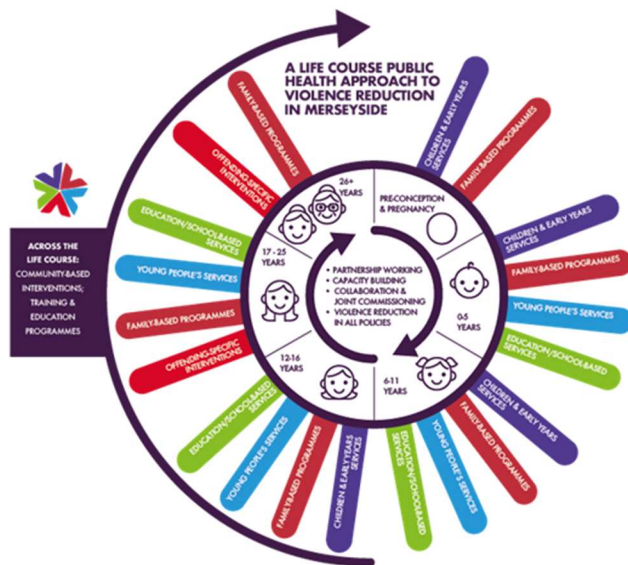 A LIFE COURSE PUBLIC
HEALTH APPROACH TO
VIOLENCE REDUCTION
IN MERSEYSIDE
CHILDREN & EARLY YEARS
SERVICES
FAMILY-BASED PROGRAMMES
CHILDREN & EARLY YEARS
SERVICES
FAMILY-BASED PROGRAMMES
YOUNG PEOPLE'S SERVICES
EDUCATION/SCHOOL-BASED
SERVICES
CHILDREN & EARLY YEARS
SERVICES
FAMILY-BASED PROGRAMMES
YOUNG PEOPLE'S SERVICES
EDUCATION/SCHOOL-BASED
SERVICES
CHILDREN & EARLY YEARS
SERVICES
FAMILY-BASED PROGRAMMES
YOUNG PEOPLE'S SERVICES
EDUCATION/SCHOOL-BASED
SERVICES
OFFENDING-SPECIFIC
INTERVENTIONS
FAMILY-BASED PROGRAMMES
YOUNG PEOPLE'S SERVICES
EDUCATION/SCHOOL-BASED
SERVICES
OFFENDING-SPECIFIC
INTERVENTIONS
FAMILY-BASED PROGRAMMES
PRE-CONCEPTION
& PREGNANCY
0-5
YEARS
6-11
YEARS
12-16
YEARS
17 - 25
YEARS
26+
YEARS
• PARTNERSHIP WORKING
• CAPACITY BUILDING
• COLLABORATION &
JOINT COMMISSIONING
• VIOLENCE REDUCTION
IN ALL POLICIES
ACROSS THE
LIFE COURSE:
COMMUNITY-BASED
INTERVENTIONS;
TRAINING &
EDUCATION
PROGRAMMES